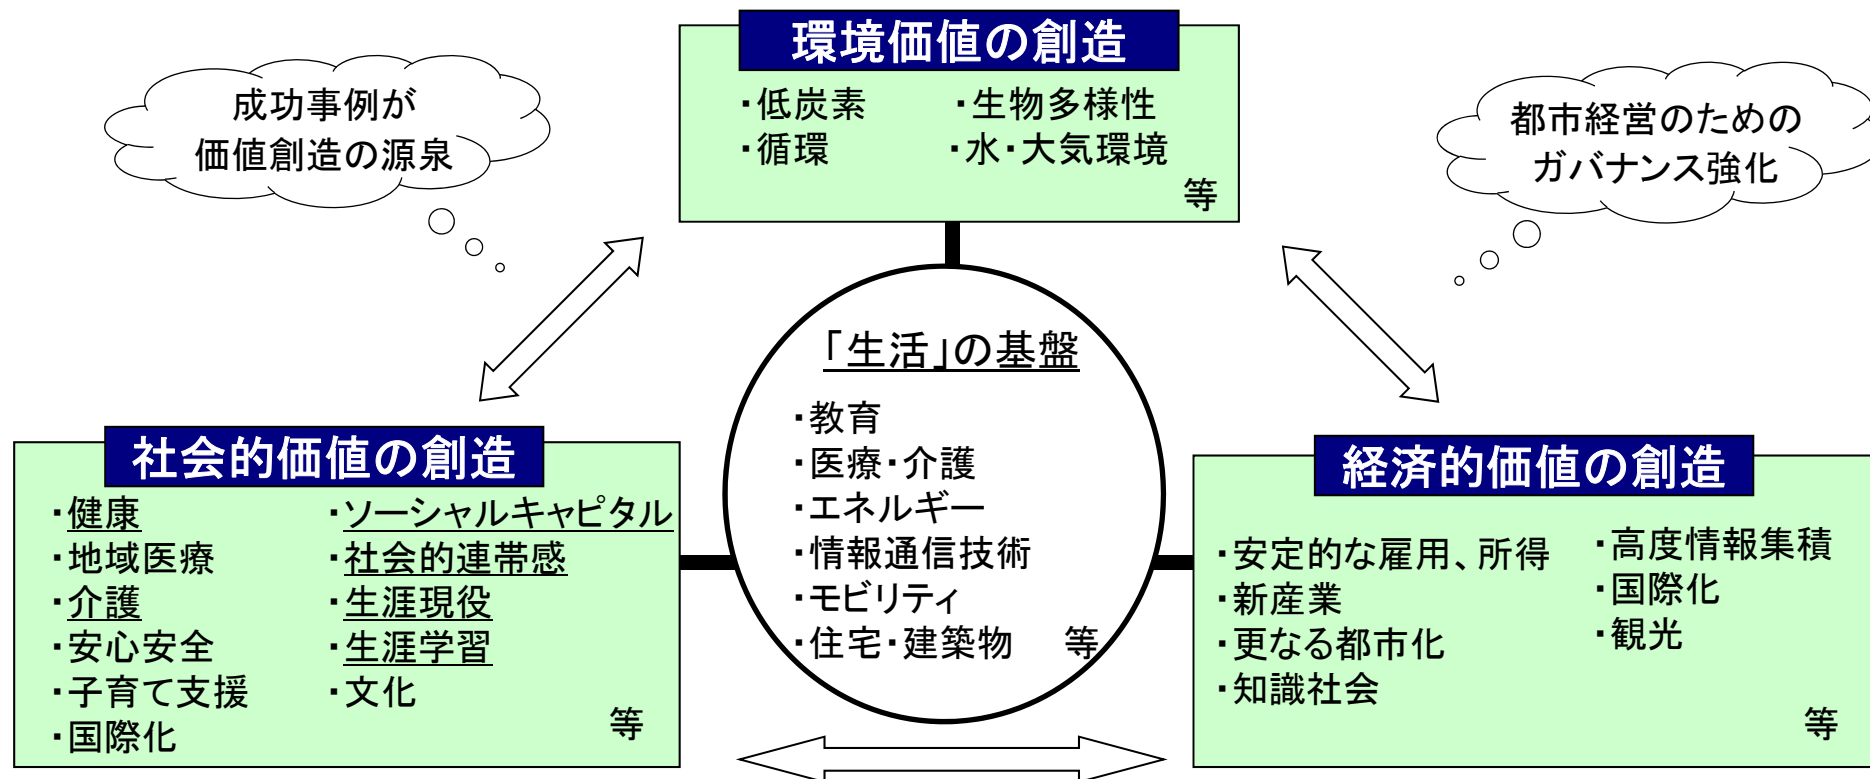 環境価値の創造
・低炭素 ・生物多様性
・循環 ・水・大気環境
等
成功事例が
価値創造の源泉
都市経営のための
ガバナンス強化
「生活」の基盤
・教育
・医療・介護
・エネルギー
・情報通信技術
・モビリティ
・住宅・建築物 等
社会的価値の創造
・健康
・地域医療
・介護
・安心安全
・子育て支援
・国際化
・ソーシャルキャピタル
・社会的連帯感
・生涯現役
・生涯学習
・文化
等
経済的価値の創造
・安定的な雇用、所得
・新産業
・更なる都市化
・知識社会
・高度情報集積
・国際化
・観光
等